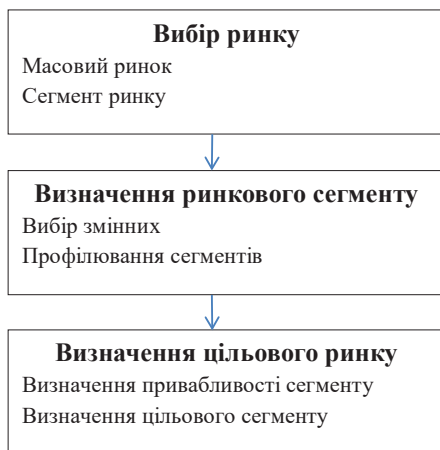 Вибір ринку
Масовий ринок
Сегмент ринку
Визначення ринкового сегменту
Вибір змінних
Профілювання сегментів
Визначення цільового ринку
Визначення привабливості сегменту
Визначення цільового сегменту